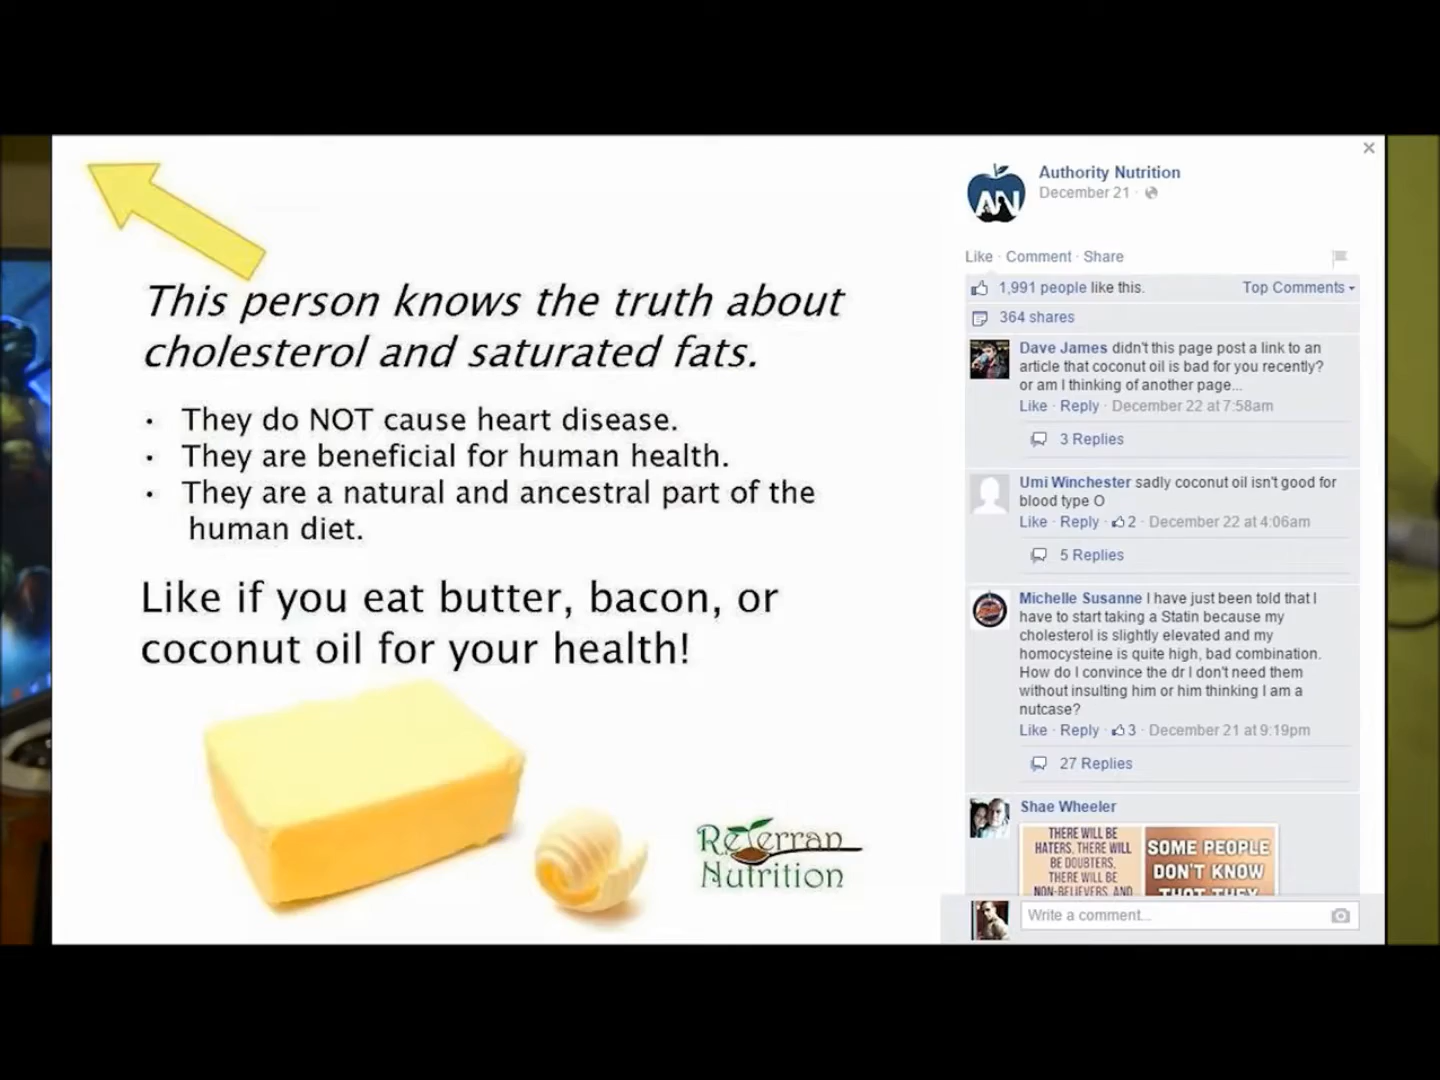 This person knows the truth about
cholesterol and saturated fats.
• They do NOT cause heart disease.
• They are beneficial for human health.
• They are a natural and ancestral part of the
human diet.
Like if you eat butter, bacon, or
coconut oil for your health!
ReTerran
Nutrition
AN
Authority Nutrition
December 21 ·
Like · Comment · Share
1,991 people like this.
Top Comments
364 shares
Dave James didn't this page post a link to an
article that coconut oil is bad for you recently?
or am I thinking of another page...
Like · Reply · December 22 at 7:58am
3 Replies
Umi Winchester sadly coconut oil isn't good for
blood type O
Like · Reply · 2 · December 22 at 4:06am
5 Replies
Michelle Susanne I have just been told that I
have to start taking a Statin because my
cholesterol is slightly elevated and my
homocysteine is quite high, bad combination.
How do I convince the dr I don't need them
without insulting him or him thinking I am a
nutcase?
Like · Reply · 3 · December 21 at 9:19pm
27 Replies
Shae Wheeler
THERE WILL BE
HATERS, THERE WILL
BE DOUBTERS,
THERE WILL BE
NON-BELIEVERS, AND
SOME PEOPLE
DON'T KNOW
THAT THEY
Write a comment...